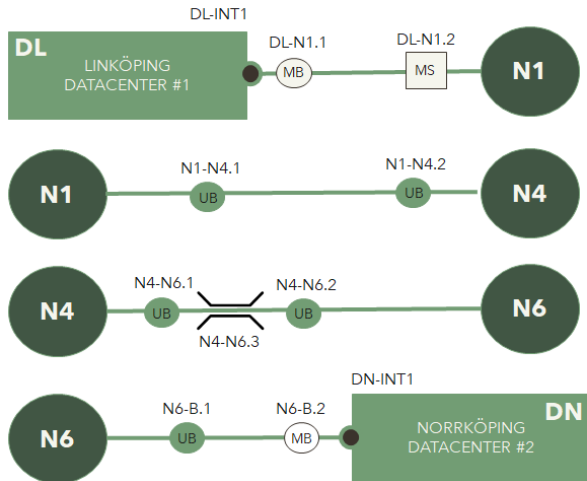 DL-INT1
DL
LINKÖPING
DATACENTER #1
DL-N1.1
MB
DL-N1.2
MS
N1
N1
N1-N4.1
UB
N1-N4.2
UB
N4
N4
N4-N6.1
UB
N4-N6.3
N4-N6.2
UB
N6
N6
N6-B.1
UB
N6-B.2
MB
DN-INT1
DN
NORRKÖPING
DATACENTER #2